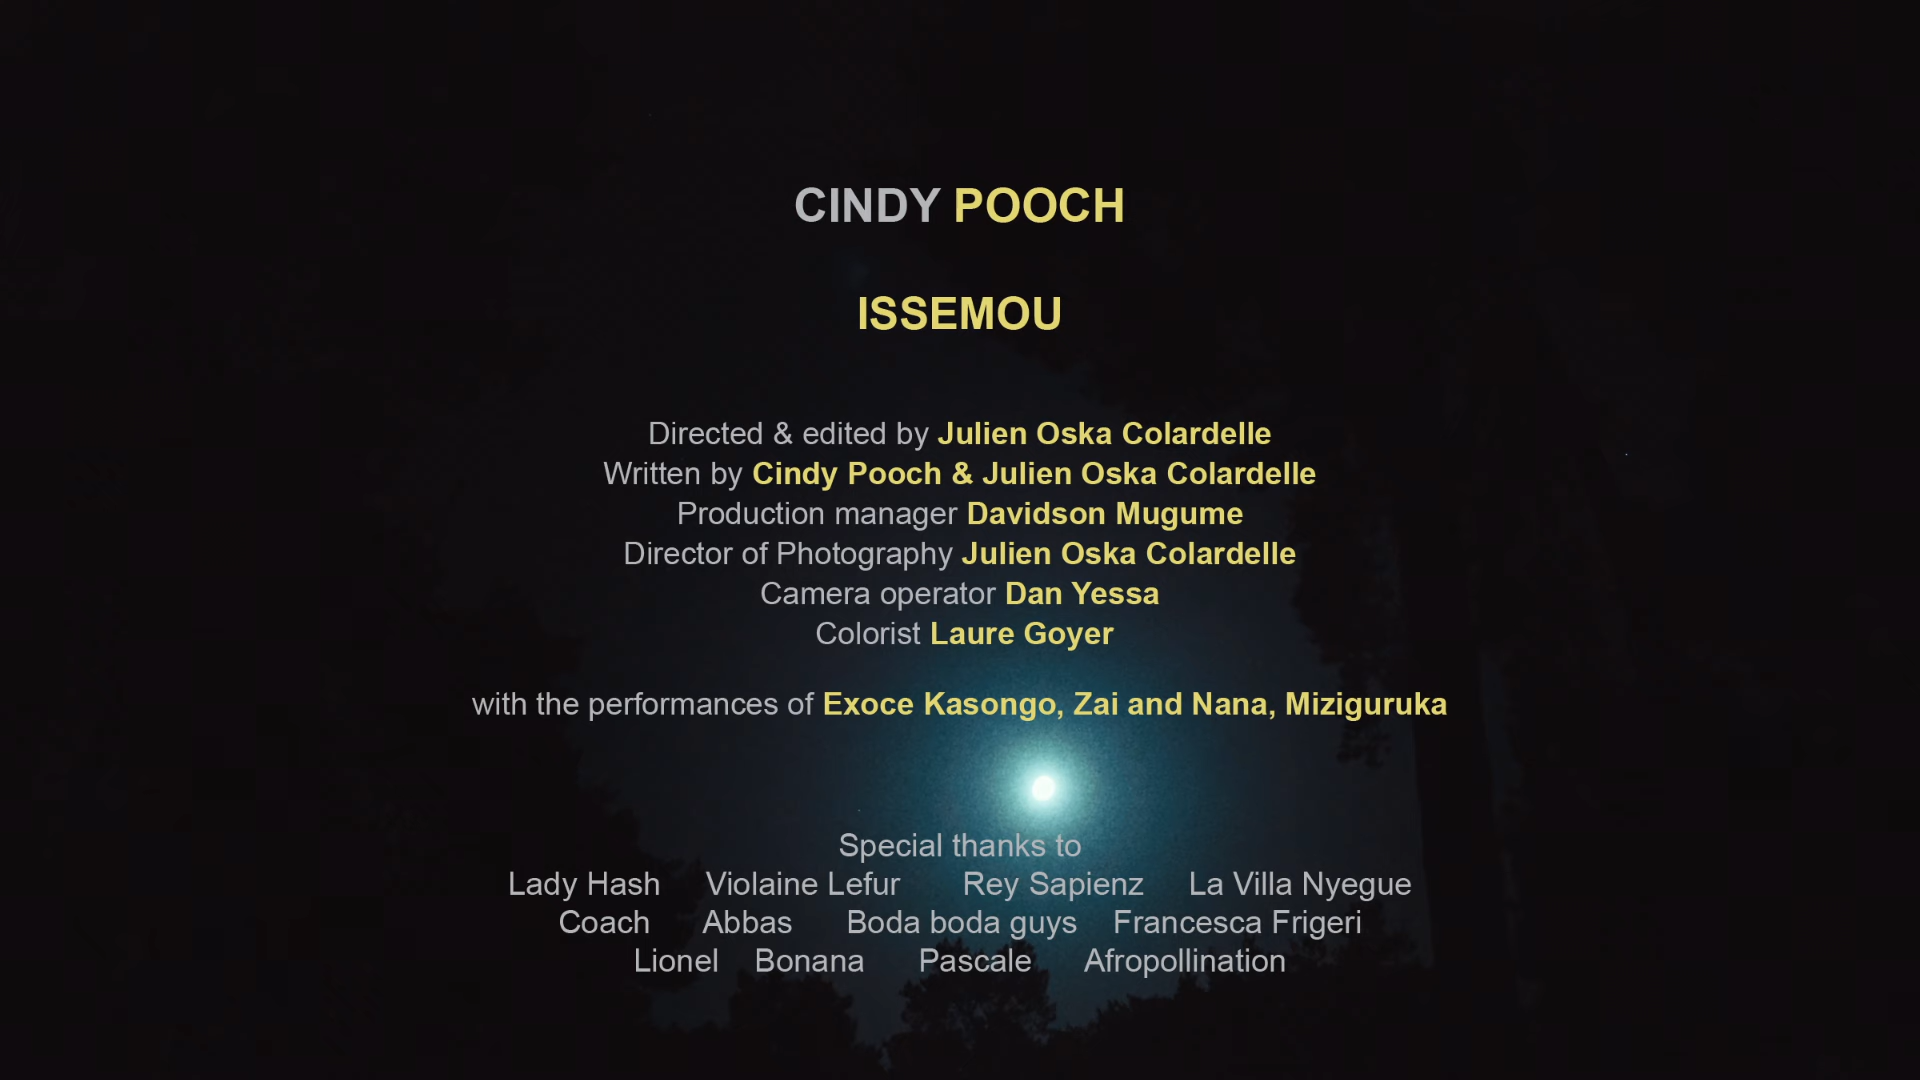 CINDY POOCH
ISSEMOU
Directed & edited by Julien Oska Colardelle
Written by Cindy Pooch & Julien Oska Colardelle
Production manager Davidson Mugume
Director of Photography Julien Oska Colardelle
Camera operator Dan Yessa
Colorist Laure Goyer
with the performances of Exoce Kasongo, Zai and Nana, Miziguruka
Special thanks to
Lady Hash Violaine Lefur Rey Sapienz La Villa Nyegue
Coach Abbas Boda boda guys Francesca Frigeri
Lionel Bonana Pascale Afropollination